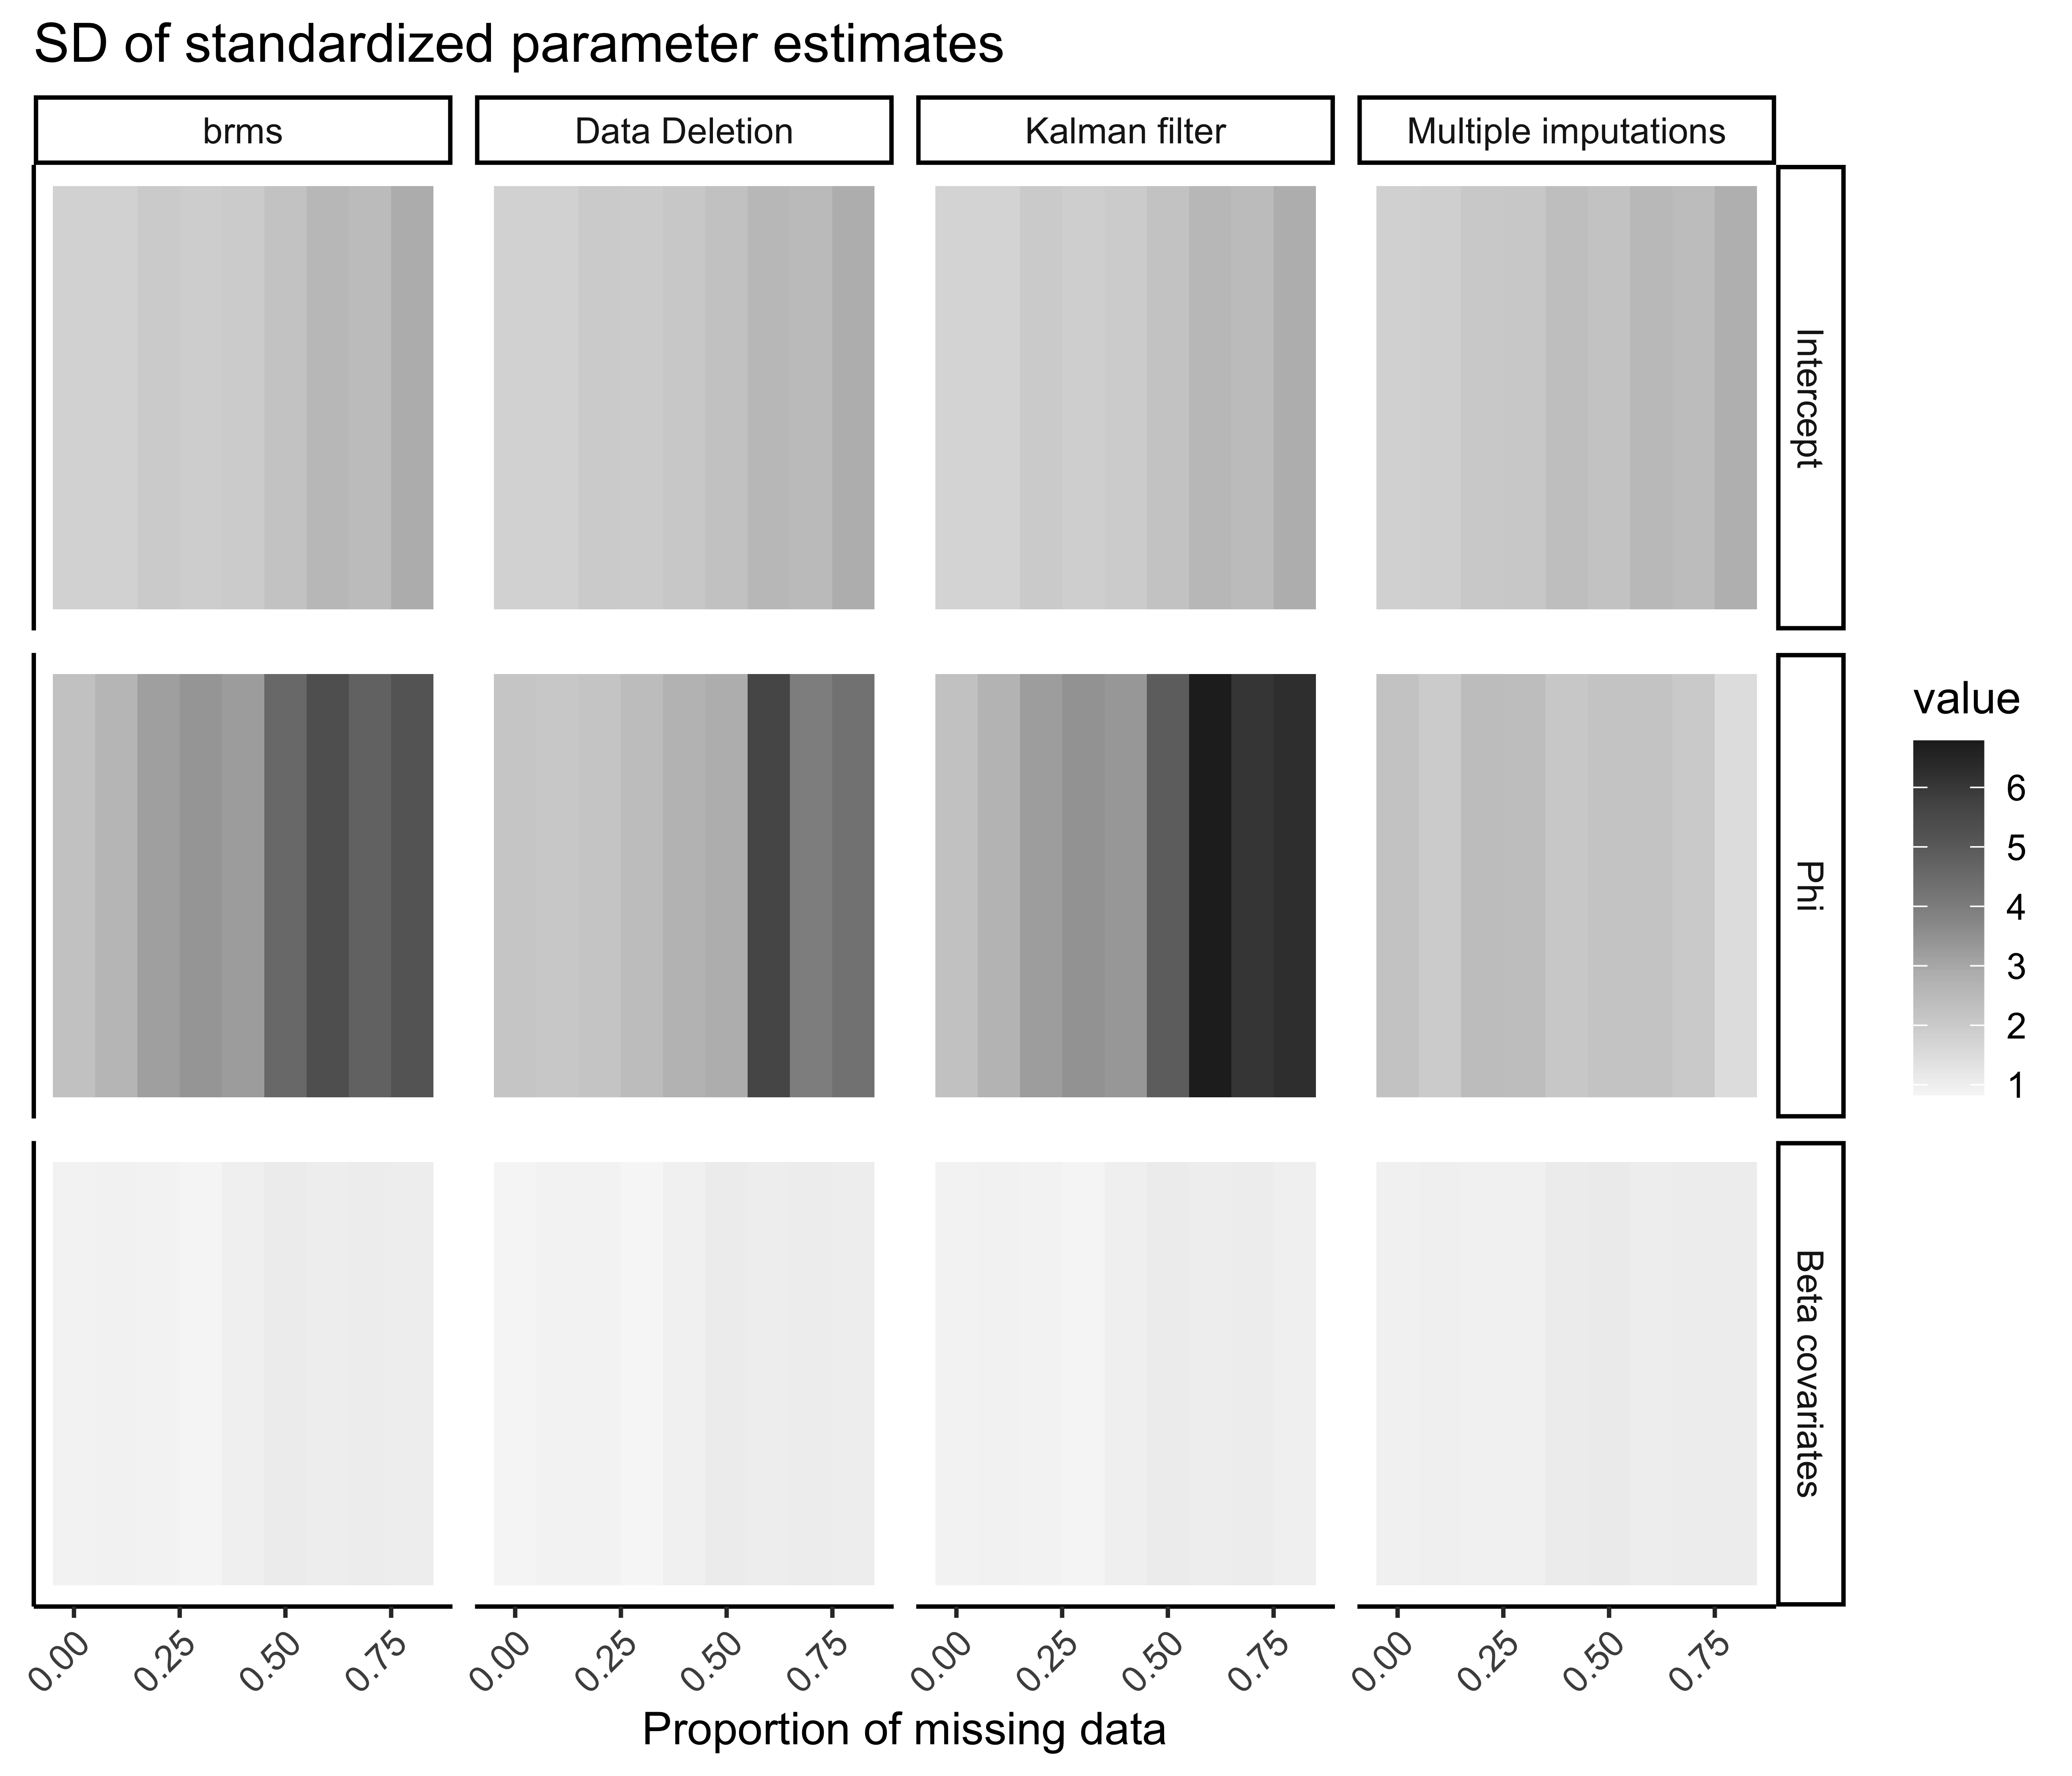 SD of standardized parameter estimates
brms
Data Deletion
Kalman filter
Multiple imputations
Intercept
Phi
Beta covariates
value
6
5
4
3
2
1
0.00
0.25
0.50
0.75
0.00
0.25
0.50
0.75
0.00
0.25
0.50
0.75
0.00
0.25
0.50
0.75
Proportion of missing data